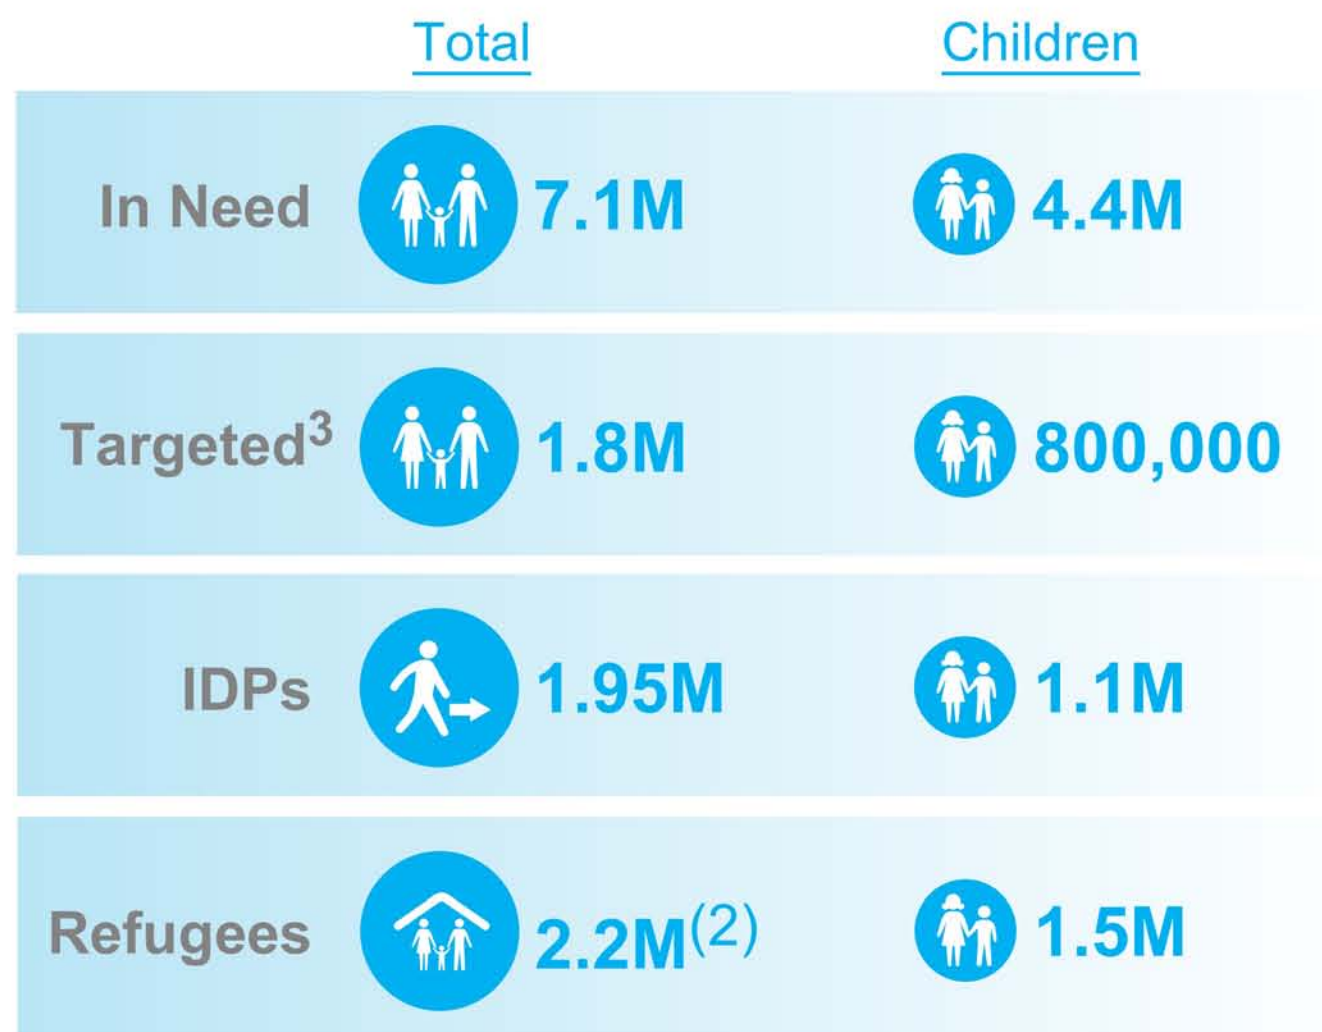 Total Children
In Need 7.1M 4.4M
Targeted3 1.8M 800,000
IDPs 1.95M 1.1M
Refugees 2.2M(2) 1.5M